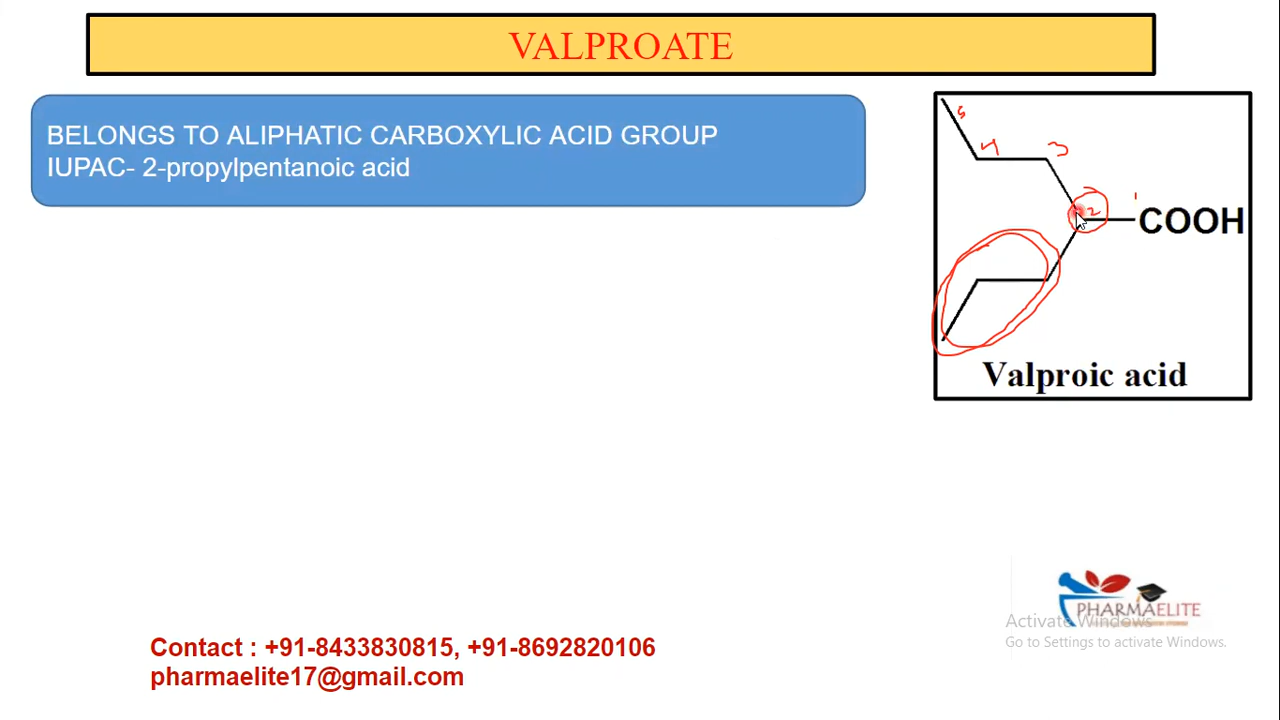 VALPROATE
BELONGS TO ALIPHATIC CARBOXYLIC ACID GROUP
IUPAC- 2-propylpentanoic acid
5
4
3
2
1
COOH
Valproic acid
PHARMAELITE
Activate Windows
Go to Settings to activate Windows.
Contact : +91-8433830815, +91-8692820106
pharmaelite17@gmail.com